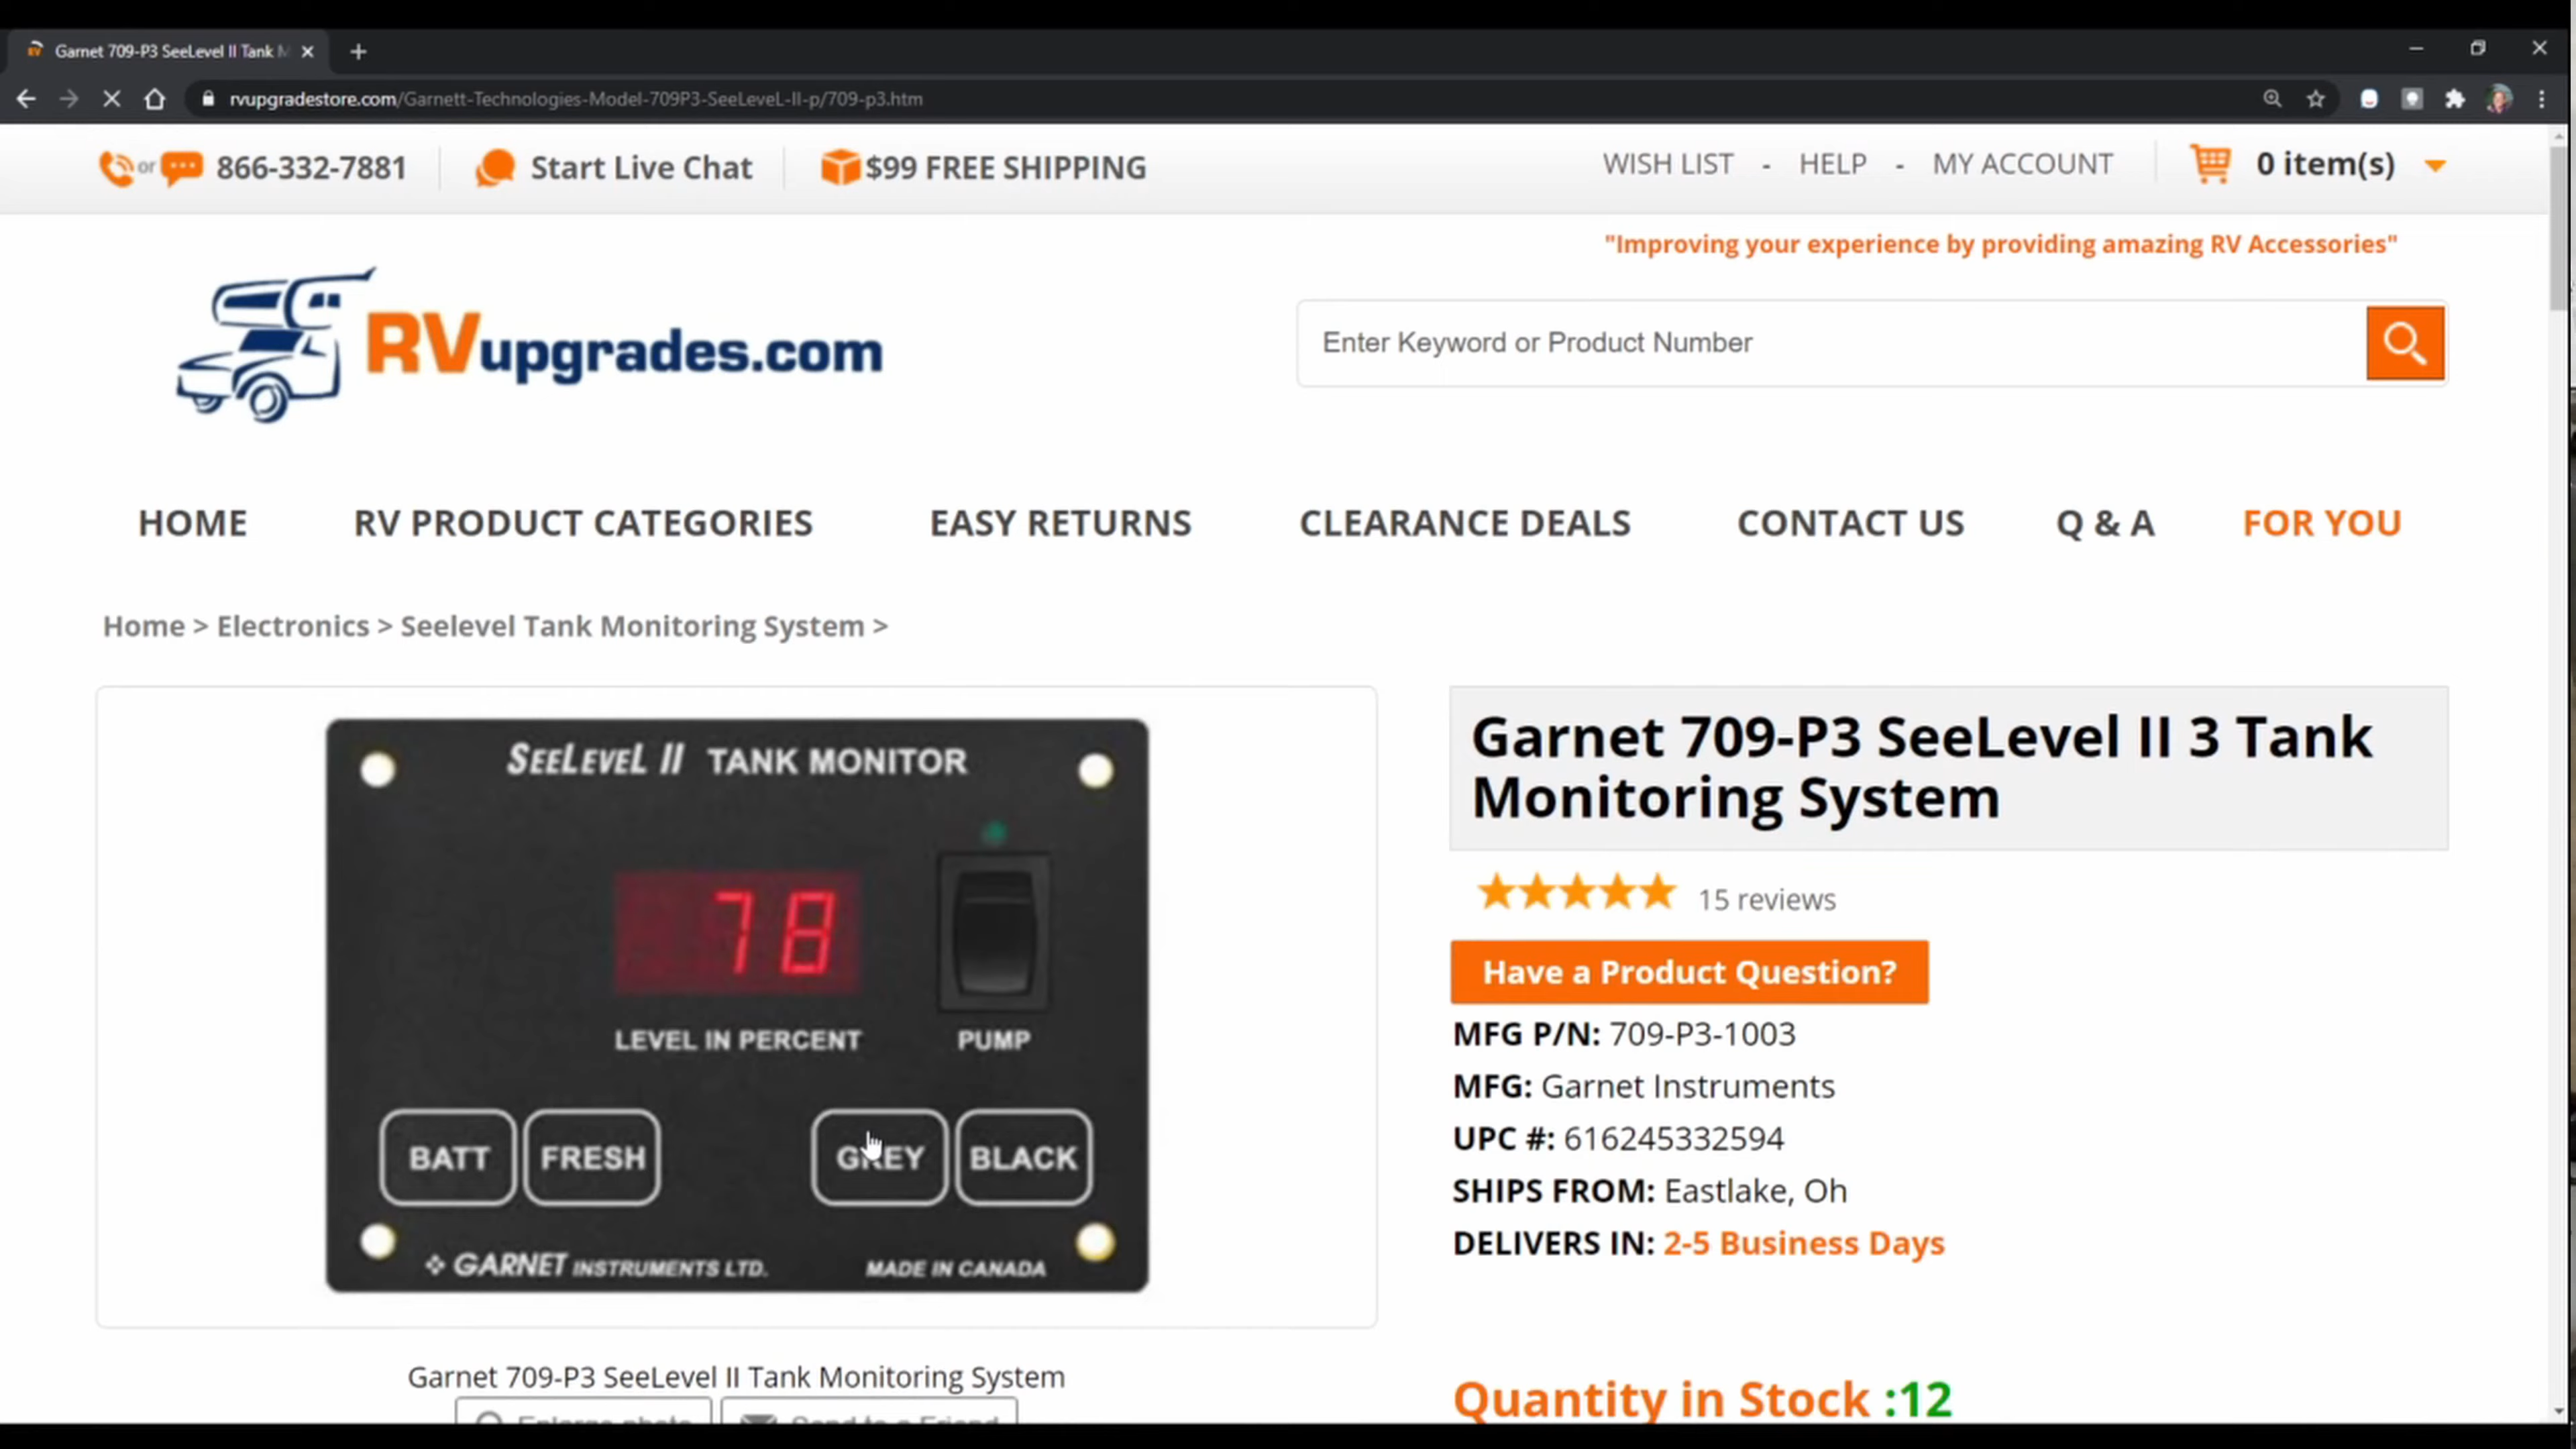 Garnet 709-P3 SeeLevel II Tank M
rvupgradestore.com/Garnett-Technologies-Model-709P3-SeeLeveL-II-p/709-p3.htm
or 866-332-7881
Start Live Chat
$99 FREE SHIPPING
WISH LIST - HELP - MY ACCOUNT
0 item(s)
"Improving your experience by providing amazing RV Accessories"
RVupgrades.com
Enter Keyword or Product Number
HOME RV PRODUCT CATEGORIES EASY RETURNS CLEARANCE DEALS CONTACT US Q & A FOR YOU
Home > Electronics > Seelevel Tank Monitoring System >
SEELEVEL II TANK MONITOR
78
LEVEL IN PERCENT PUMP
BATT FRESH GREY BLACK
GARNET INSTRUMENTS LTD. MADE IN CANADA
Garnet 709-P3 SeeLevel II Tank Monitoring System
Enlarge photo Send to a Friend
Garnet 709-P3 SeeLevel II 3 Tank
Monitoring System
15 reviews
Have a Product Question?
MFG P/N: 709-P3-1003
MFG: Garnet Instruments
UPC #: 616245332594
SHIPS FROM: Eastlake, Oh
DELIVERS IN: 2-5 Business Days
Quantity in Stock :12